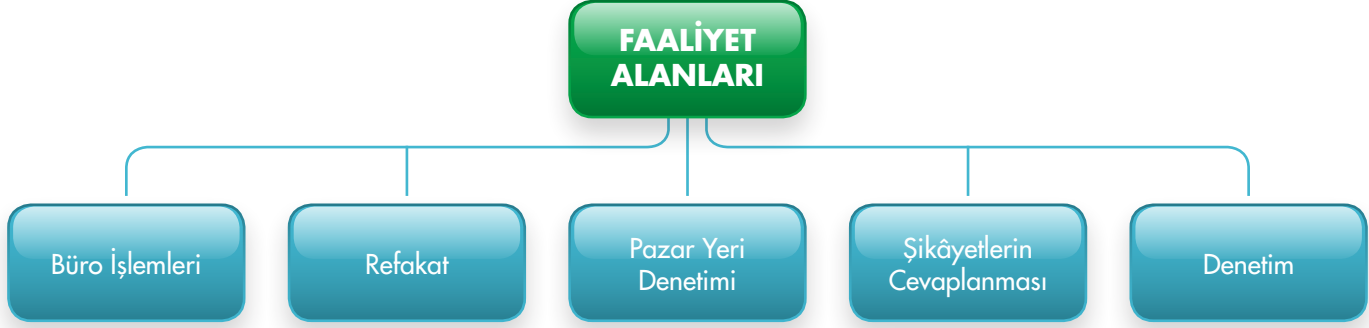 FAALİYET
ALANLARI
Büro İşlemleri
Refakat
Pazar Yeri
Denetimi
Şikâyetlerin
Cevaplanması
Denetim